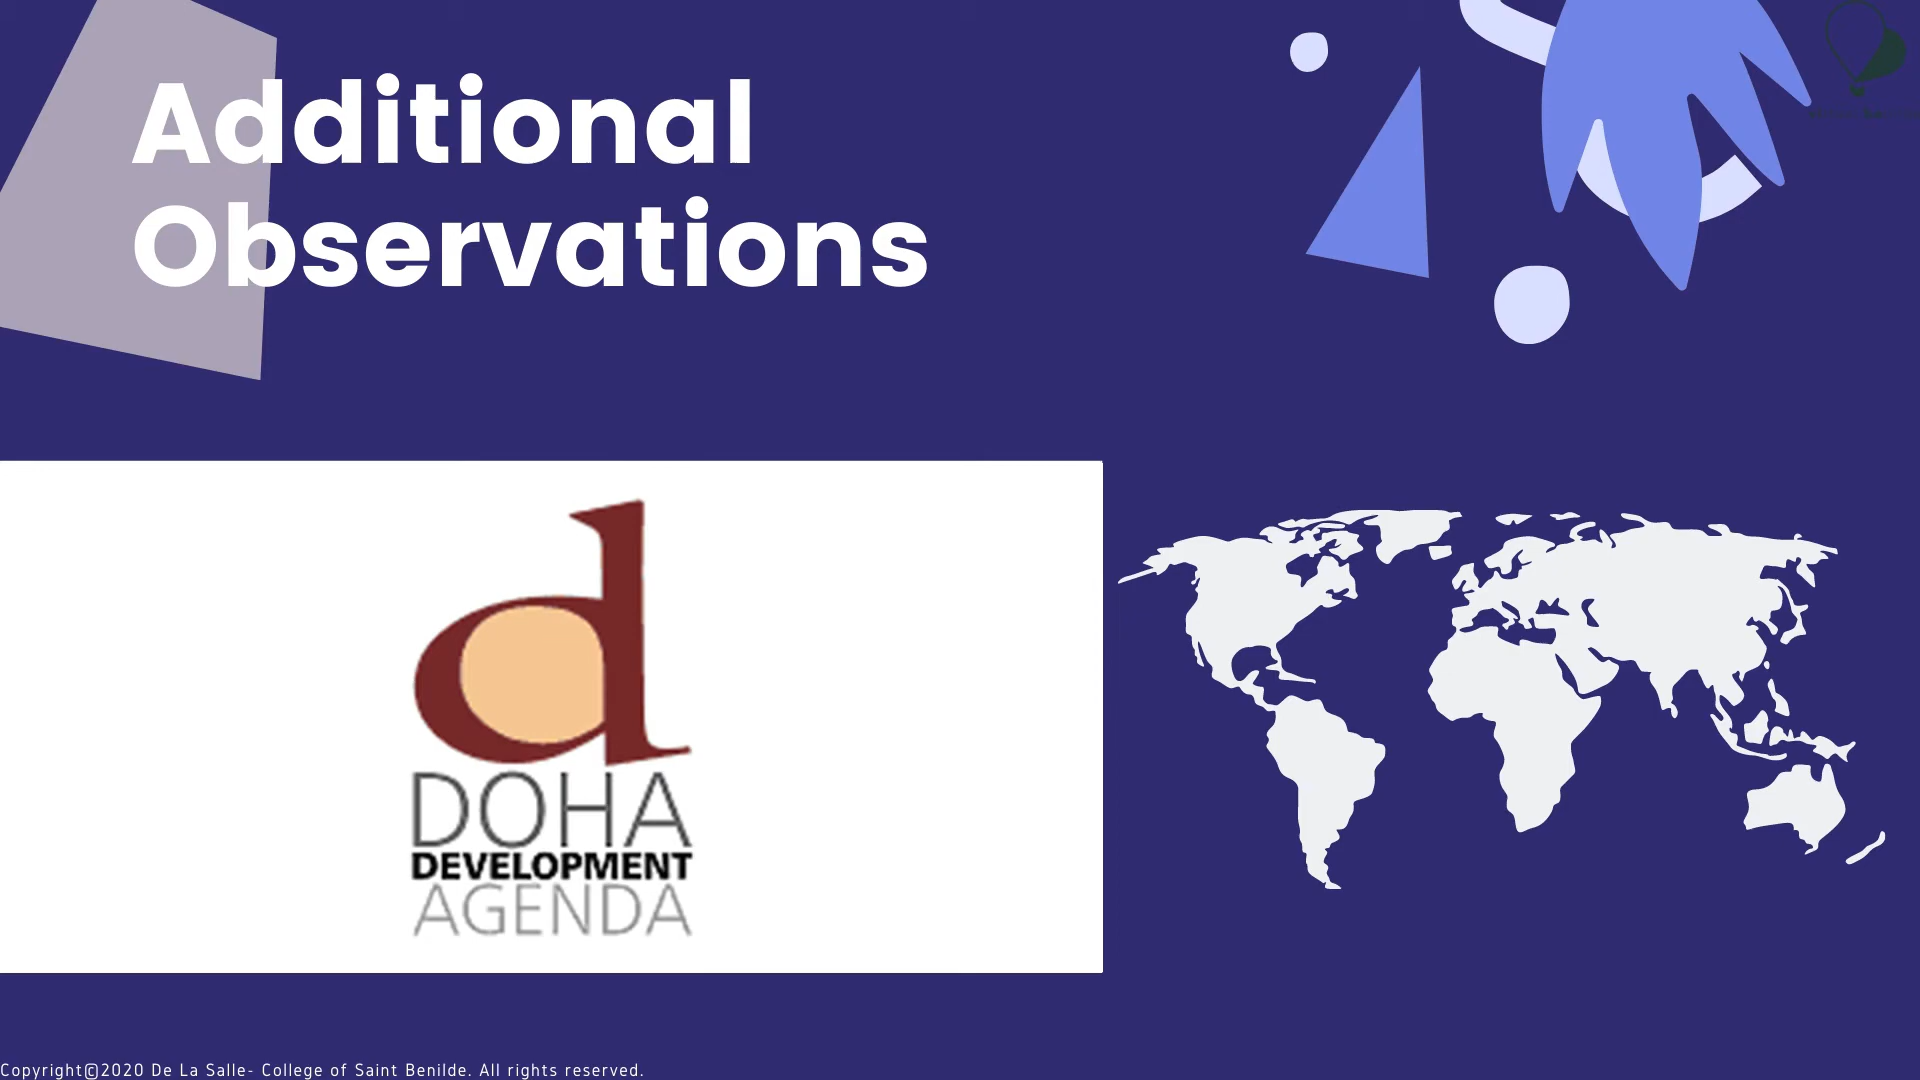 Additional
Observations
DOHA
DEVELOPMENT
AGENDA
Copyright©2020 De La Salle- College of Saint Benilde. All rights reserved.